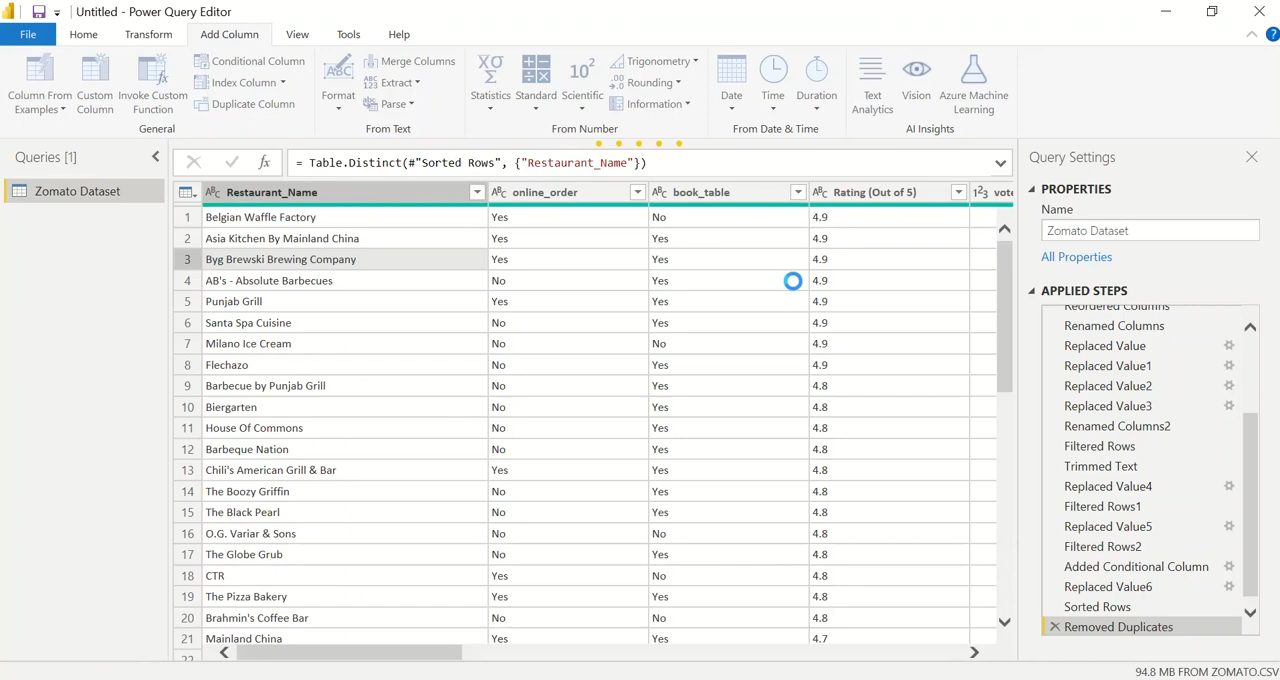 Untitled - Power Query Editor
File Home Transform Add Column View Tools Help
Column From Examples
Custom Column
Invoke Custom Function
Conditional Column
Index Column
Duplicate Column
General
Format
Merge Columns
Extract
Parse
From Text
Statistics
Standard
Scientific
Trigonometry
Rounding
Information
From Number
Date
Time
Duration
From Date & Time
Text Analytics
Vision
Azure Machine Learning
AI Insights
Queries [1]
Zomato Dataset
fx = Table.Distinct(#"Sorted Rows", {"Restaurant_Name"})
Restaurant_Name online_order book_table Rating (Out of 5) vote
1 Belgian Waffle Factory Yes No 4.9
2 Asia Kitchen By Mainland China Yes Yes 4.9
3 Byg Brewski Brewing Company Yes Yes 4.9
4 AB's - Absolute Barbecues No Yes 4.9
5 Punjab Grill Yes Yes 4.9
6 Santa Spa Cuisine No Yes 4.9
7 Milano Ice Cream No No 4.9
8 Flechazo No Yes 4.9
9 Barbecue by Punjab Grill No Yes 4.8
10 Biergarten No Yes 4.8
11 House Of Commons No Yes 4.8
12 Barbeque Nation No Yes 4.8
13 Chili's American Grill & Bar Yes Yes 4.8
14 The Boozy Griffin No Yes 4.8
15 The Black Pearl No Yes 4.8
16 O.G. Variar & Sons No No 4.8
17 The Globe Grub No Yes 4.8
18 CTR Yes No 4.8
19 The Pizza Bakery Yes Yes 4.8
20 Brahmin's Coffee Bar No No 4.8
21 Mainland China Yes Yes 4.7
22
Query Settings
PROPERTIES
Name
Zomato Dataset
All Properties
APPLIED STEPS
Reordered Columns
Renamed Columns
Replaced Value
Replaced Value1
Replaced Value2
Replaced Value3
Renamed Columns2
Filtered Rows
Trimmed Text
Replaced Value4
Filtered Rows1
Replaced Value5
Filtered Rows2
Added Conditional Column
Replaced Value6
Sorted Rows
Removed Duplicates
94.8 MB FROM ZOMATO.CSV